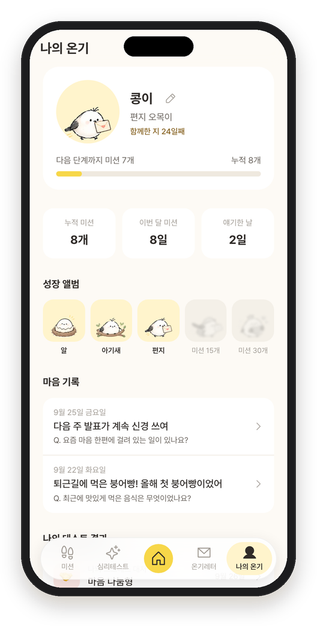 나의 온기
콩이
편지 오목이
함께한 지 24일째
다음 단계까지 미션 7개 누적 8개
누적 미션 이번 달 미션 얘기한 날
8개 8일 2일
성장 앨범
알 아기새 편지 미션 15개 미션 30개
마음 기록
9월 25일 금요일
다음 주 발표가 계속 신경 쓰여
Q. 요즘 마음 한편에 걸려 있는 일이 있나요?
9월 22일 화요일
퇴근길에 먹은 붕어빵! 올해 첫 붕어빵이었어
Q. 최근에 맛있게 먹은 음식은 무엇이었나요?
미션 심리테스트 온기레터 나의 온기
마음 나눔형